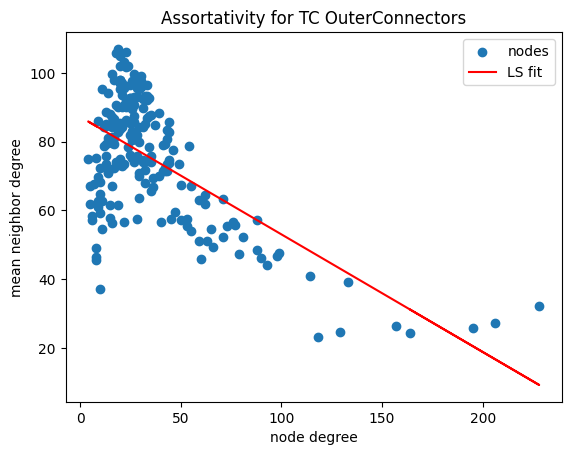 Assortativity for TC OuterConnectors
nodes
LS fit
100
80
60
40
20
mean neighbor degree
0
50
100
150
200
node degree